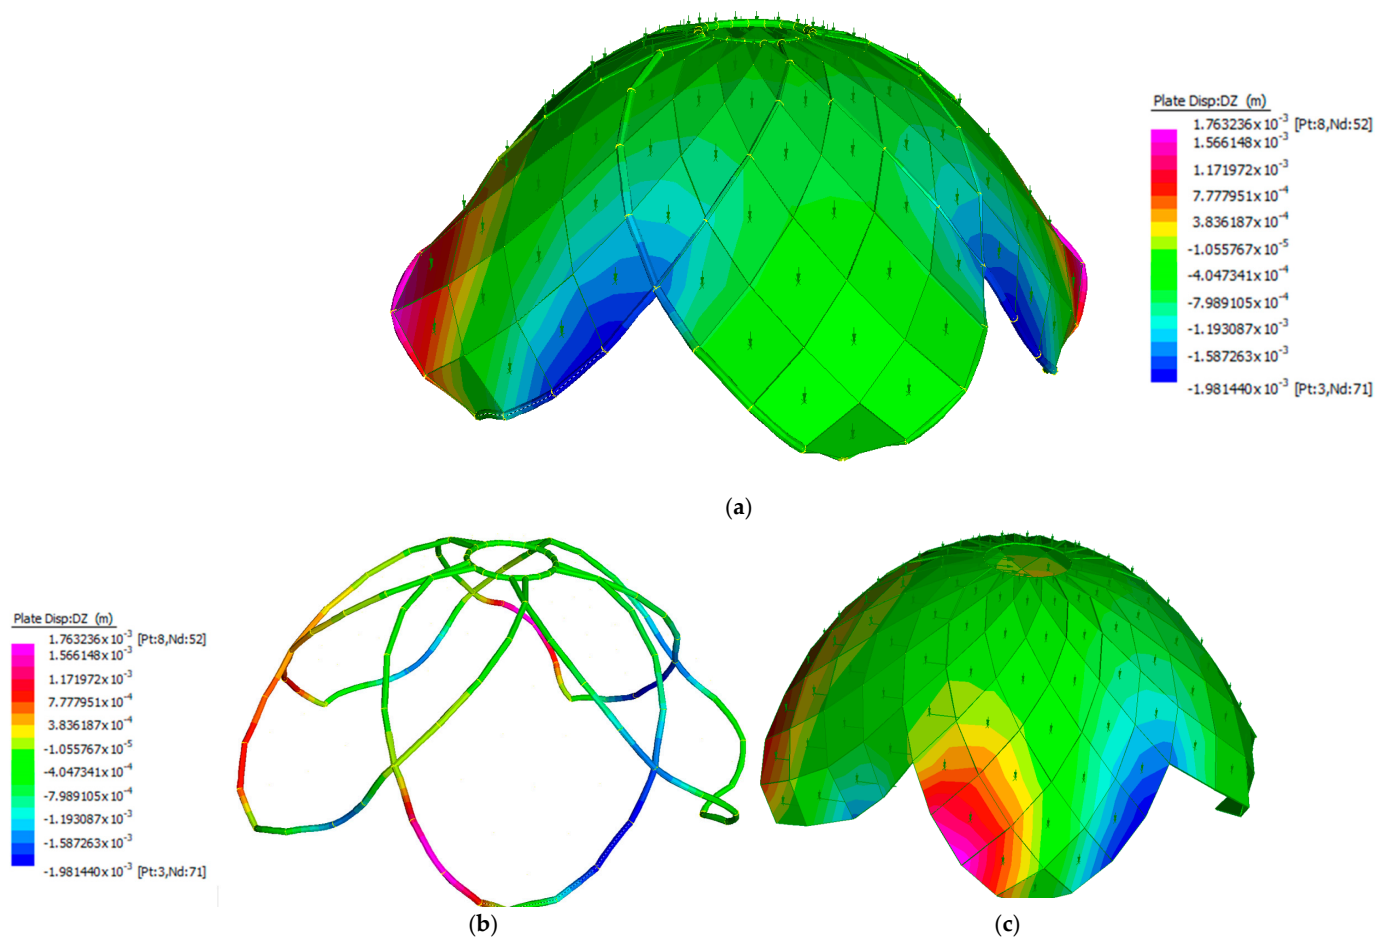 Plate Disp:DZ (m)
1.763236x10⁻³ [Pt:8,Nd:52]
1.566148x10⁻³
1.171972x10⁻³
7.777951x10⁻⁴
3.836187x10⁻⁴
-1.055767x10⁻⁵
-4.047341x10⁻⁴
-7.989105x10⁻⁴
-1.193087x10⁻³
-1.587263x10⁻³
-1.981440x10⁻³ [Pt:3,Nd:71]
(a)
Plate Disp:DZ (m)
1.763236x10⁻³ [Pt:8,Nd:52]
1.566148x10⁻³
1.171972x10⁻³
7.777951x10⁻⁴
3.836187x10⁻⁴
-1.055767x10⁻⁵
-4.047341x10⁻⁴
-7.989105x10⁻⁴
-1.193087x10⁻³
-1.587263x10⁻³
-1.981440x10⁻³ [Pt:3,Nd:71]
(b)
(c)